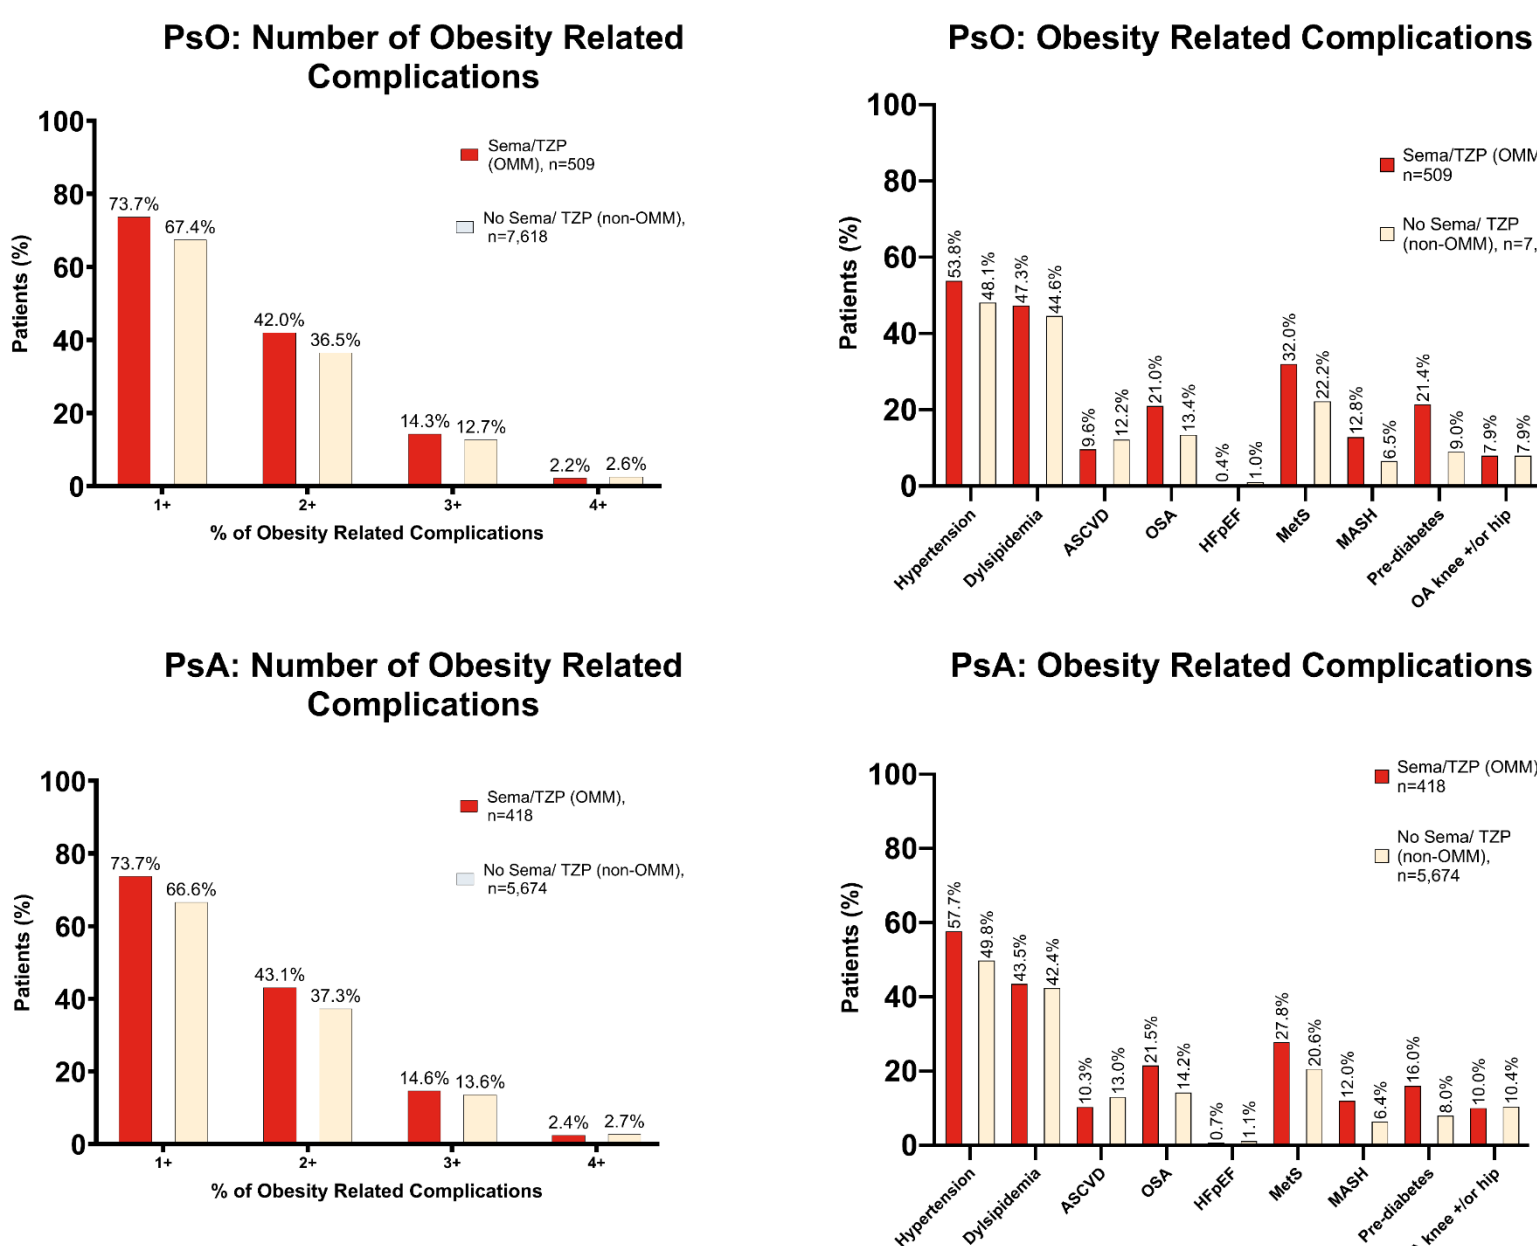 PsO: Number of Obesity Related
Complications
100
80
60
40
20
0
Patients (%)
Sema/TZP
(OMM), n=509
No Sema/ TZP (non-OMM),
n=7,618
73.7%
67.4%
42.0%
36.5%
14.3%
12.7%
2.2%
2.6%
1+
2+
3+
4+
% of Obesity Related Complications
PsO: Obesity Related Complications
100
80
60
40
20
0
Patients (%)
Sema/TZP (OMM
n=509
No Sema/ TZP
(non-OMM), n=7,
53.8%
48.1%
47.3%
44.6%
9.6%
12.2%
21.0%
13.4%
0.4%
1.0%
32.0%
22.2%
12.8%
6.5%
21.4%
9.0%
7.9%
7.9%
Hypertension
Dylsipidemia
ASCVD
OSA
HFpEF
MetS
MASH
Pre-diabetes
OA knee +/or hip
PsA: Number of Obesity Related
Complications
100
80
60
40
20
0
Patients (%)
Sema/TZP (OMM),
n=418
No Sema/ TZP (non-OMM),
n=5,674
73.7%
66.6%
43.1%
37.3%
14.6%
13.6%
2.4%
2.7%
1+
2+
3+
4+
% of Obesity Related Complications
PsA: Obesity Related Complications
100
80
60
40
20
0
Patients (%)
Sema/TZP (OMM)
n=418
No Sema/ TZP
(non-OMM),
n=5,674
57.7%
49.8%
43.5%
42.4%
10.3%
13.0%
21.5%
14.2%
0.7%
1.1%
27.8%
20.6%
12.0%
6.4%
16.0%
8.0%
10.0%
10.4%
Hypertension
Dylsipidemia
ASCVD
OSA
HFpEF
MetS
MASH
Pre-diabetes
knee +/or hip